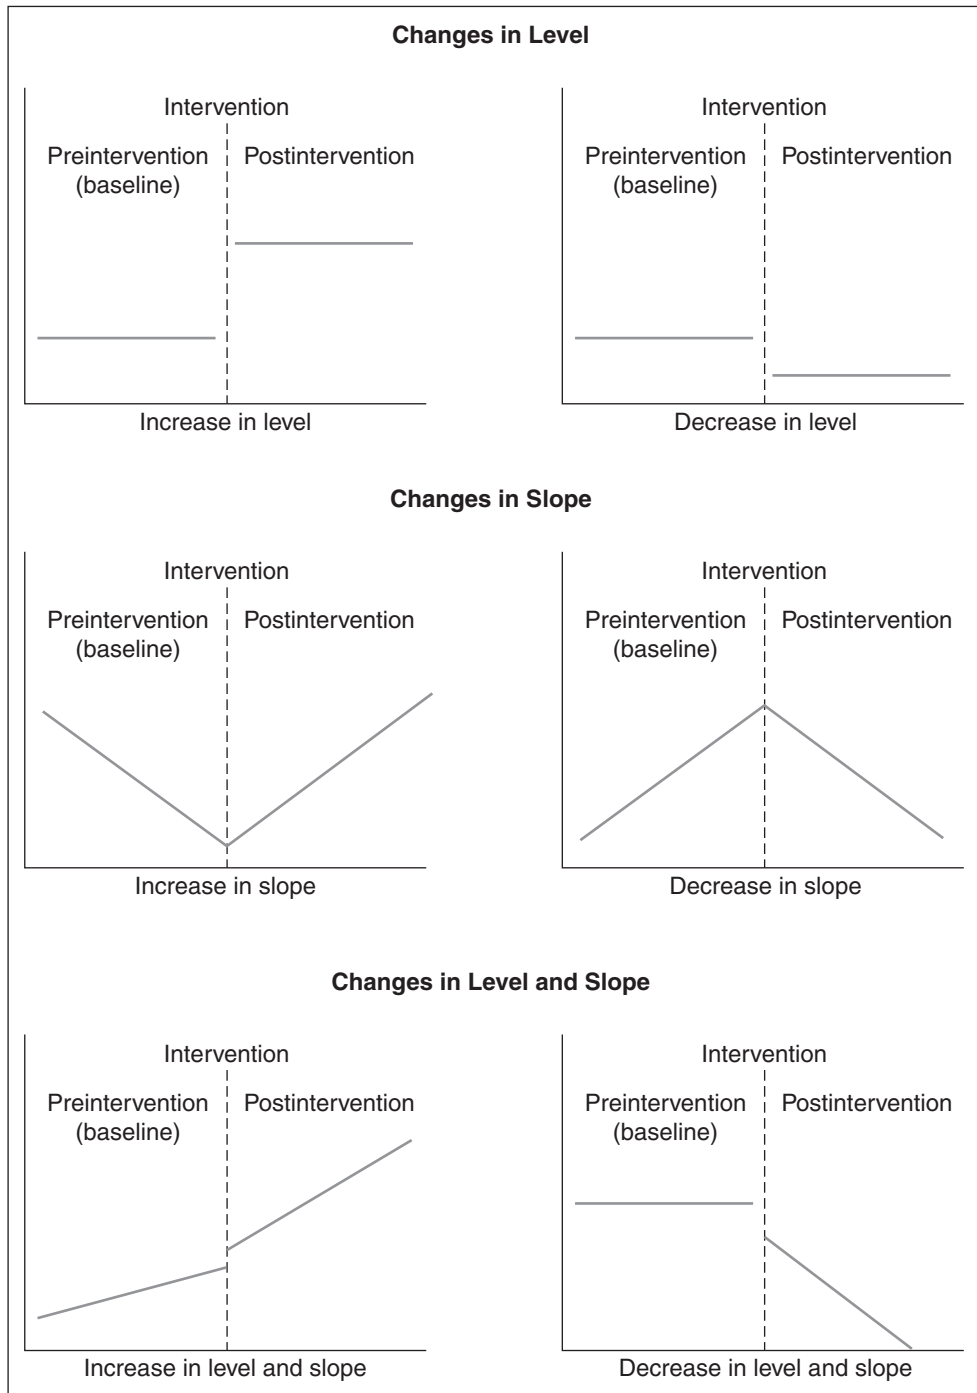 Changes in Level
Intervention
Preintervention
(baseline)
Postintervention
Increase in level
Intervention
Preintervention
(baseline)
Postintervention
Decrease in level
Changes in Slope
Intervention
Preintervention
(baseline)
Postintervention
Increase in slope
Intervention
Preintervention
(baseline)
Postintervention
Decrease in slope
Changes in Level and Slope
Intervention
Preintervention
(baseline)
Postintervention
Increase in level and slope
Intervention
Preintervention
(baseline)
Postintervention
Decrease in level and slope